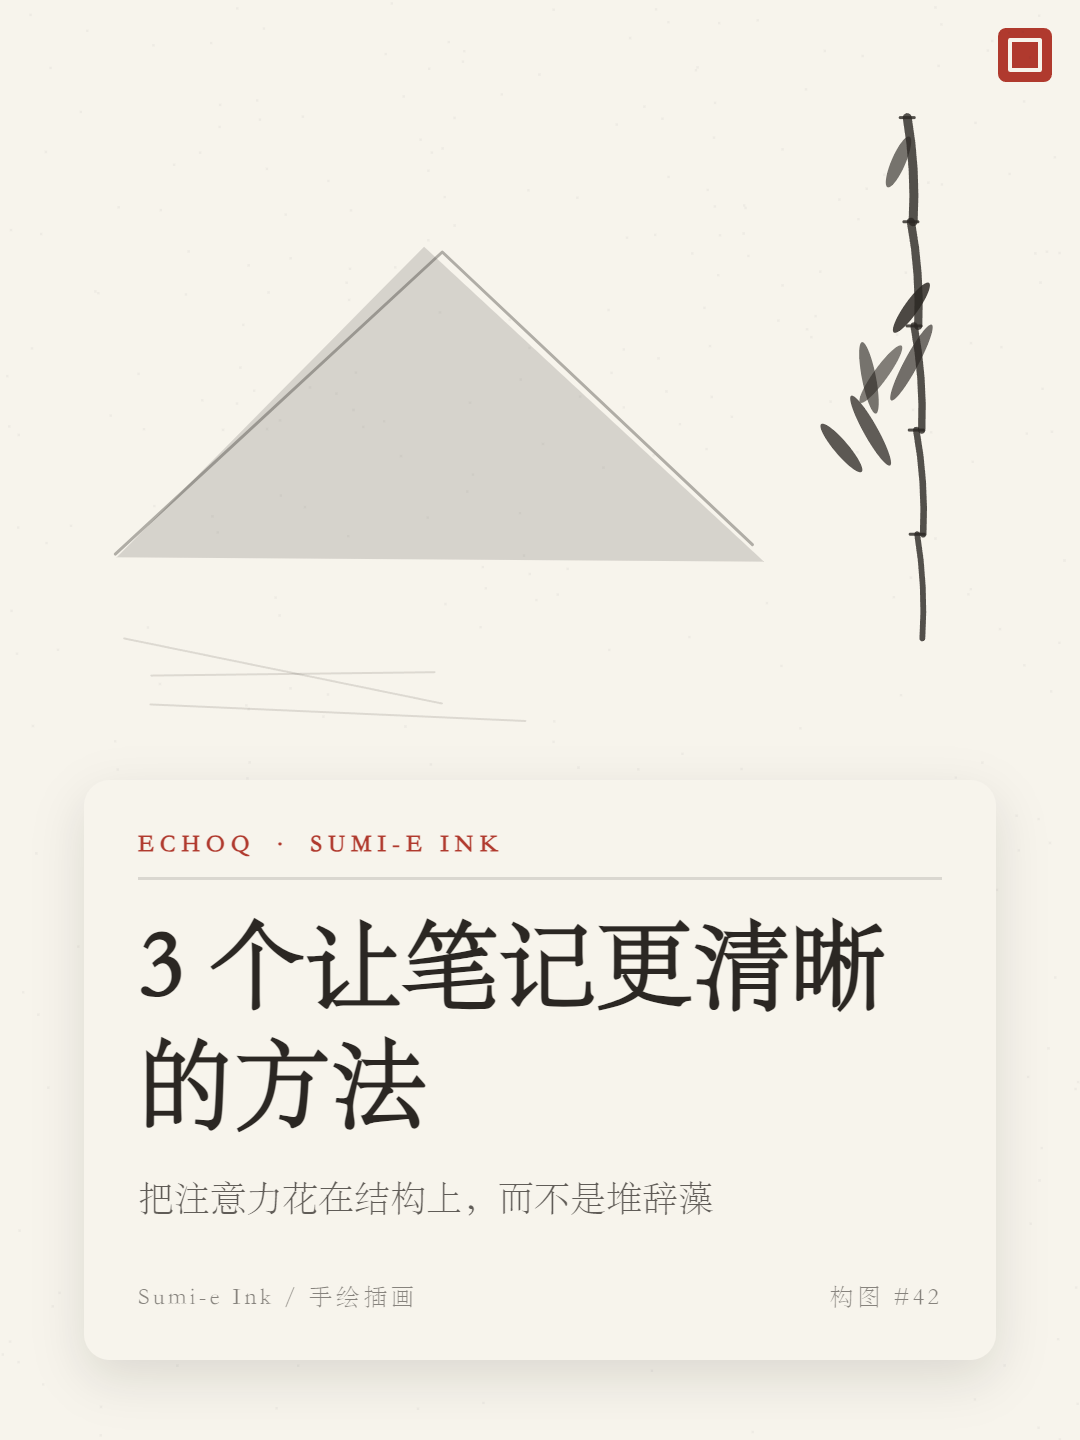 ECHOQ · SUMI-E INK
3 个让笔记更清晰
的方法
把注意力花在结构上，而不是堆辞藻
Sumi-e Ink / 手绘插画
构图 #42